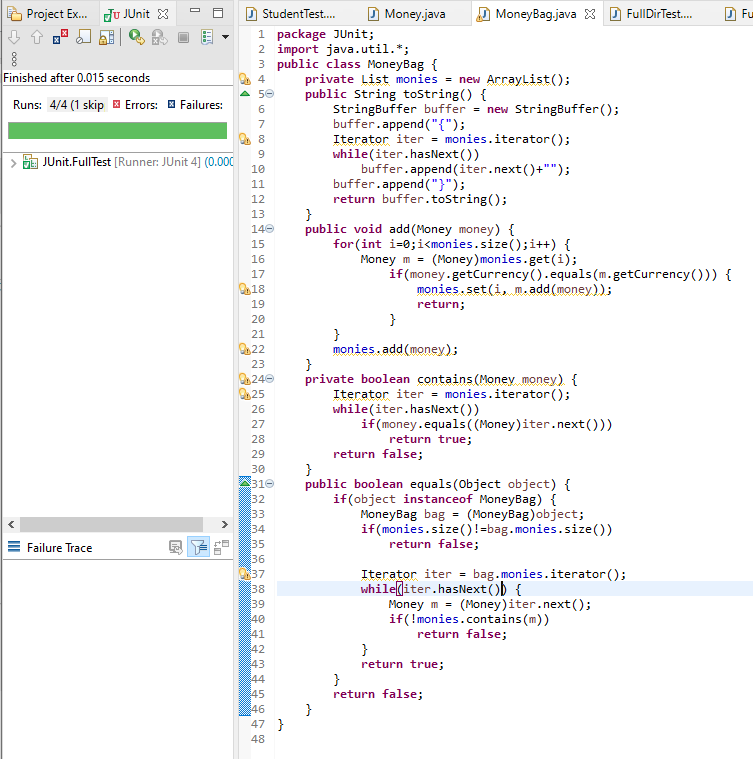 Project Ex...
JUnit
Finished after 0.015 seconds
Runs: 4/4 (1 skip
Errors:
Failures:
JUnit.FullTest [Runner: JUnit 4] (0.000
Failure Trace
StudentTest....
Money.java
MoneyBag.java
FullDirTest....
Fu
1 package JUnit;
2 import java.util.*;
3 public class MoneyBag {
4 private List monies = new ArrayList();
5 public String toString() {
6 StringBuffer buffer = new StringBuffer();
7 buffer.append("{");
8 Iterator iter = monies.iterator();
9 while(iter.hasNext())
10 buffer.append(iter.next()+"");
11 buffer.append("}");
12 return buffer.toString();
13 }
14 public void add(Money money) {
15 for(int i=0;i<monies.size();i++) {
16 Money m = (Money)monies.get(i);
17 if(money.getCurrency().equals(m.getCurrency())) {
18 monies.set(i, m.add(money));
19 return;
20 }
21 }
22 monies.add(money);
23 }
24 private boolean contains(Money money) {
25 Iterator iter = monies.iterator();
26 while(iter.hasNext())
27 if(money.equals((Money)iter.next()))
28 return true;
29 return false;
30 }
31 public boolean equals(Object object) {
32 if(object instanceof MoneyBag) {
33 MoneyBag bag = (MoneyBag)object;
34 if(monies.size()!=bag.monies.size())
35 return false;
36
37 Iterator iter = bag.monies.iterator();
38 while(iter.hasNext()) {
39 Money m = (Money)iter.next();
40 if(!monies.contains(m))
41 return false;
42 }
43 return true;
44 }
45 return false;
46 }
47 }
48